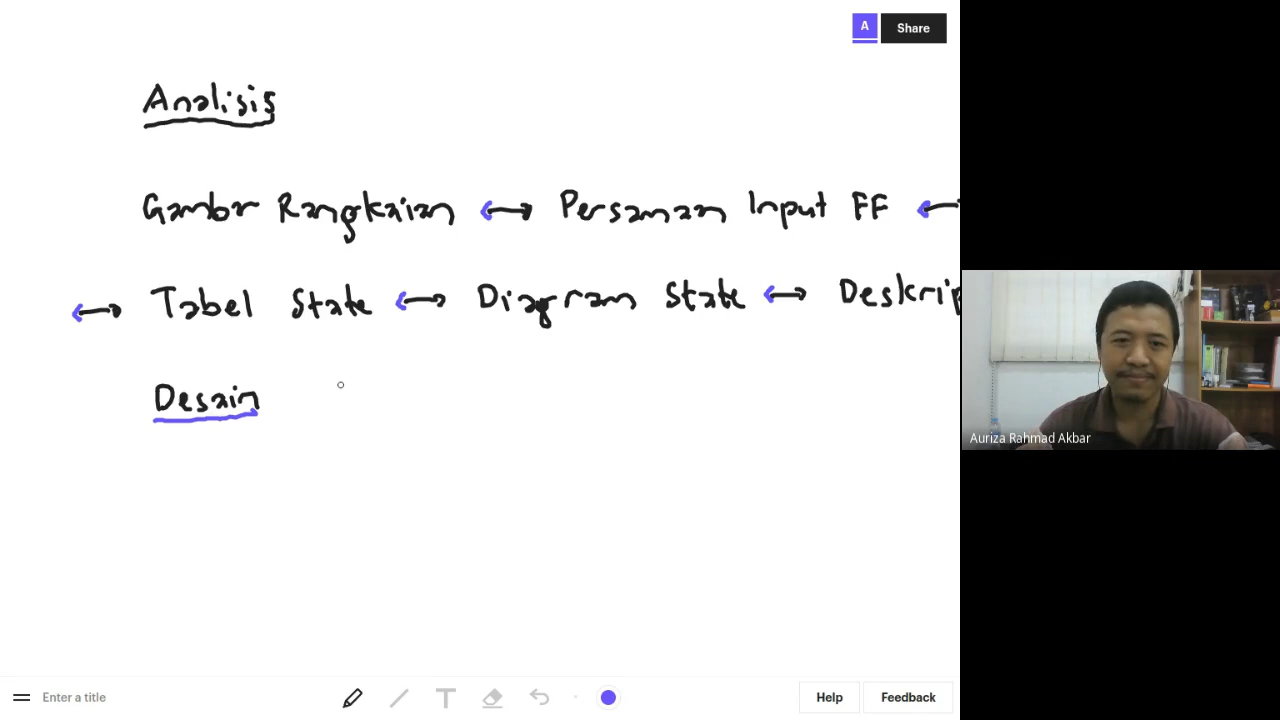 A Share
Analisis
Gambar Rangkaian ↔ Persamaan Input FF ↔
↔ Tabel State ↔ Diagram State ↔ Deskrip
Desain
Auriza Rahmad Akbar
Enter a title T Help Feedback